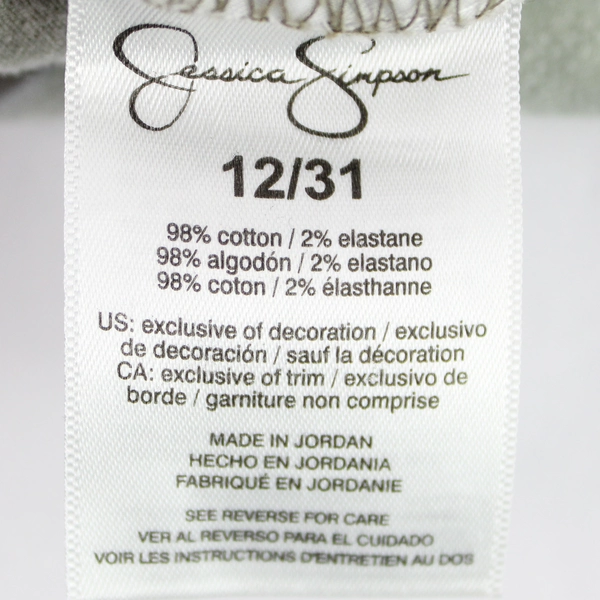 Jessica Simpson
12/31
98% cotton / 2% elastane
98% algodón / 2% elastano
98% coton / 2% élasthanne
US: exclusive of decoration / exclusivo
de decoración / sauf la décoration
CA: exclusive of trim / exclusivo de
borde / garniture non comprise
MADE IN JORDAN
HECHO EN JORDANIA
FABRIQUÉ EN JORDANIE
SEE REVERSE FOR CARE
VER AL REVERSO PARA EL CUIDADO
VOIR LES INSTRUCTIONS D'ENTRETIEN AU DOS